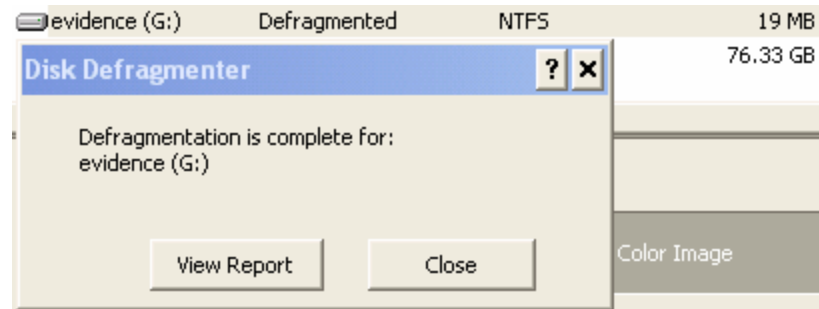 evidence (G:) Defragmented NTFS 19 MB
76.33 GB
Disk Defragmenter ? ×
Defragmentation is complete for:
evidence (G:)
View Report Close
Color Image